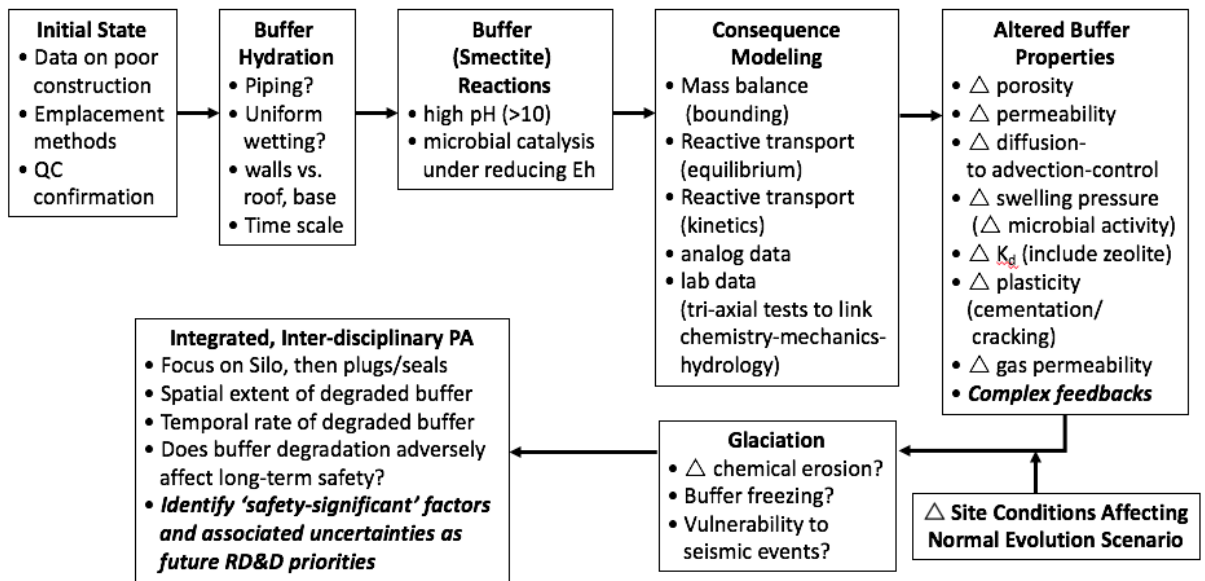 Initial State
• Data on poor
construction
• Emplacement
methods
• QC
confirmation
Buffer
Hydration
• Piping?
• Uniform
wetting?
• walls vs.
roof, base
• Time scale
Buffer
(Smectite)
Reactions
• high pH (>10)
• microbial catalysis
under reducing Eh
Consequence
Modeling
• Mass balance
(bounding)
• Reactive transport
(equilibrium)
• Reactive transport
(kinetics)
• analog data
• lab data
(tri-axial tests to link
chemistry-mechanics-
hydrology)
Altered Buffer
Properties
• △ porosity
• △ permeability
• △ diffusion-
to advection-control
• △ swelling pressure
(△ microbial activity)
• △ Kd (include zeolite)
• △ plasticity
(cementation/
cracking)
• △ gas permeability
• Complex feedbacks
△ Site Conditions Affecting
Normal Evolution Scenario
Glaciation
• △ chemical erosion?
• Buffer freezing?
• Vulnerability to
seismic events?
Integrated, Inter-disciplinary PA
• Focus on Silo, then plugs/seals
• Spatial extent of degraded buffer
• Temporal rate of degraded buffer
• Does buffer degradation adversely
affect long-term safety?
• Identify ‘safety-significant’ factors
and associated uncertainties as
future RD&D priorities